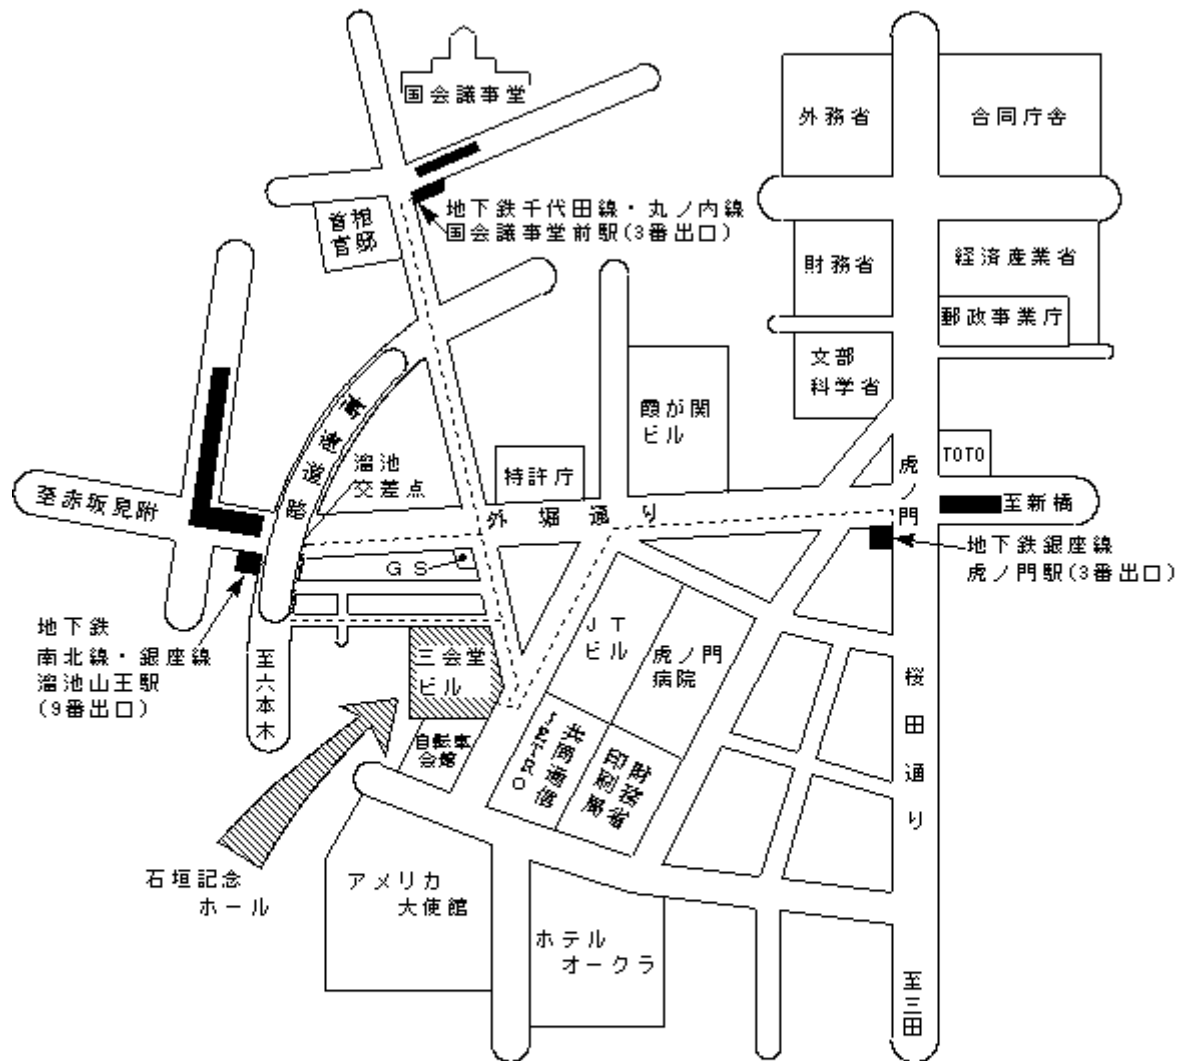 国会議事堂
外務省
合同庁舎
地下鉄千代田線・丸ノ内線
国会議事堂前駅(3番出口)
首相
官邸
財務省
経済産業省
郵政事業庁
文部
科学省
高速道路
霞が関
ビル
溜池
交差点
特許庁
TOTO
虎ノ門
至赤坂見附
外堀通り
至新橋
地下鉄銀座線
虎ノ門駅(3番出口)
GS
地下鉄
南北線・銀座線
溜池山王駅
(9番出口)
至六本木
三会堂
ビル
JT
ビル
虎ノ門
病院
桜田通り
自転車
会館
共同通信
JETRO
財務省
印刷局
石垣記念
ホール
アメリカ
大使館
ホテル
オークラ
至三田